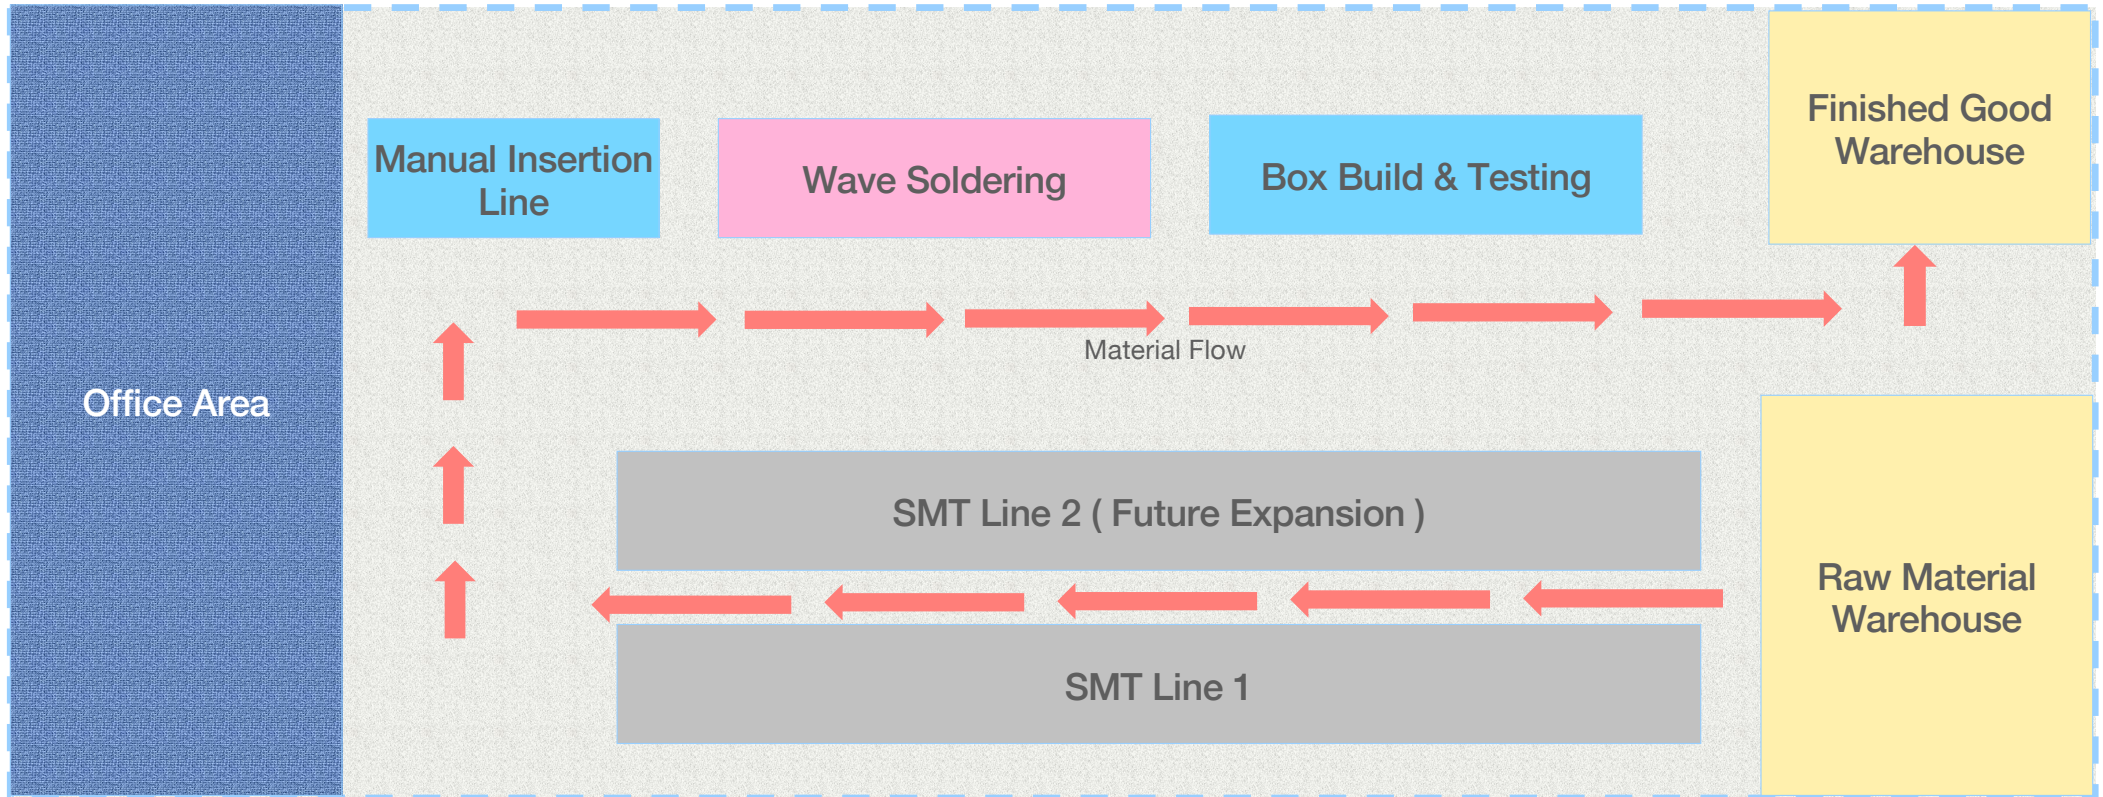 Finished Good
Warehouse
Manual Insertion
Line
Wave Soldering
Box Build & Testing
Material Flow
Office Area
SMT Line 2 ( Future Expansion )
Raw Material
Warehouse
SMT Line 1